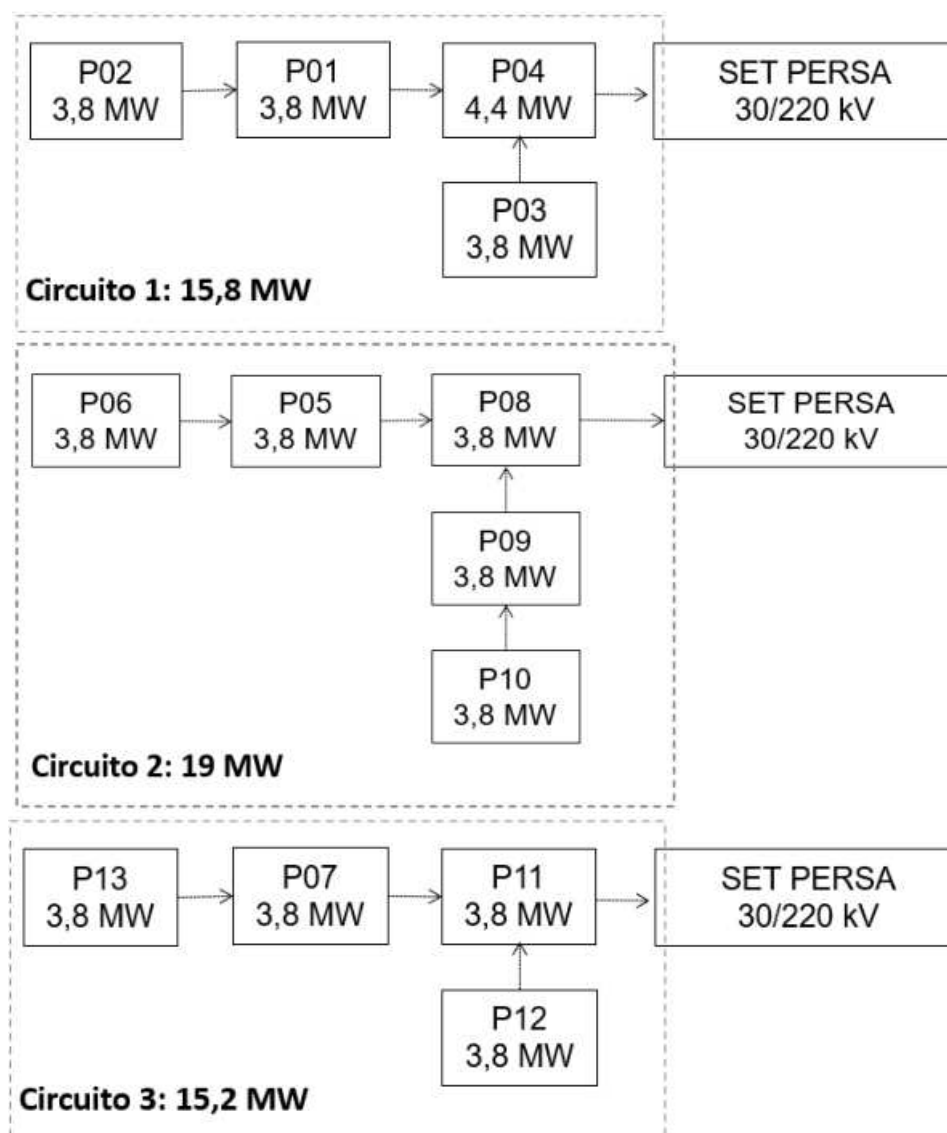 P02
3,8 MW
P01
3,8 MW
P04
4,4 MW
SET PERSA
30/220 kV
P03
3,8 MW
Circuito 1: 15,8 MW
P06
3,8 MW
P05
3,8 MW
P08
3,8 MW
SET PERSA
30/220 kV
P09
3,8 MW
P10
3,8 MW
Circuito 2: 19 MW
P13
3,8 MW
P07
3,8 MW
P11
3,8 MW
SET PERSA
30/220 kV
P12
3,8 MW
Circuito 3: 15,2 MW